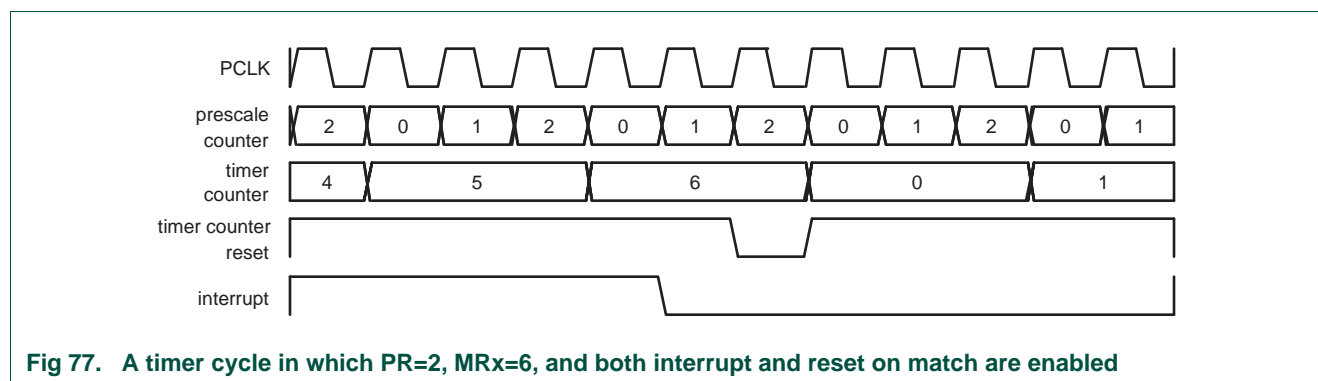 PCLK
prescale
counter
2 0 1 2 0 1 2 0 1 2 0 1
timer
counter
4 5 6 0 1
timer counter
reset
interrupt
Fig 77. A timer cycle in which PR=2, MRx=6, and both interrupt and reset on match are enabled